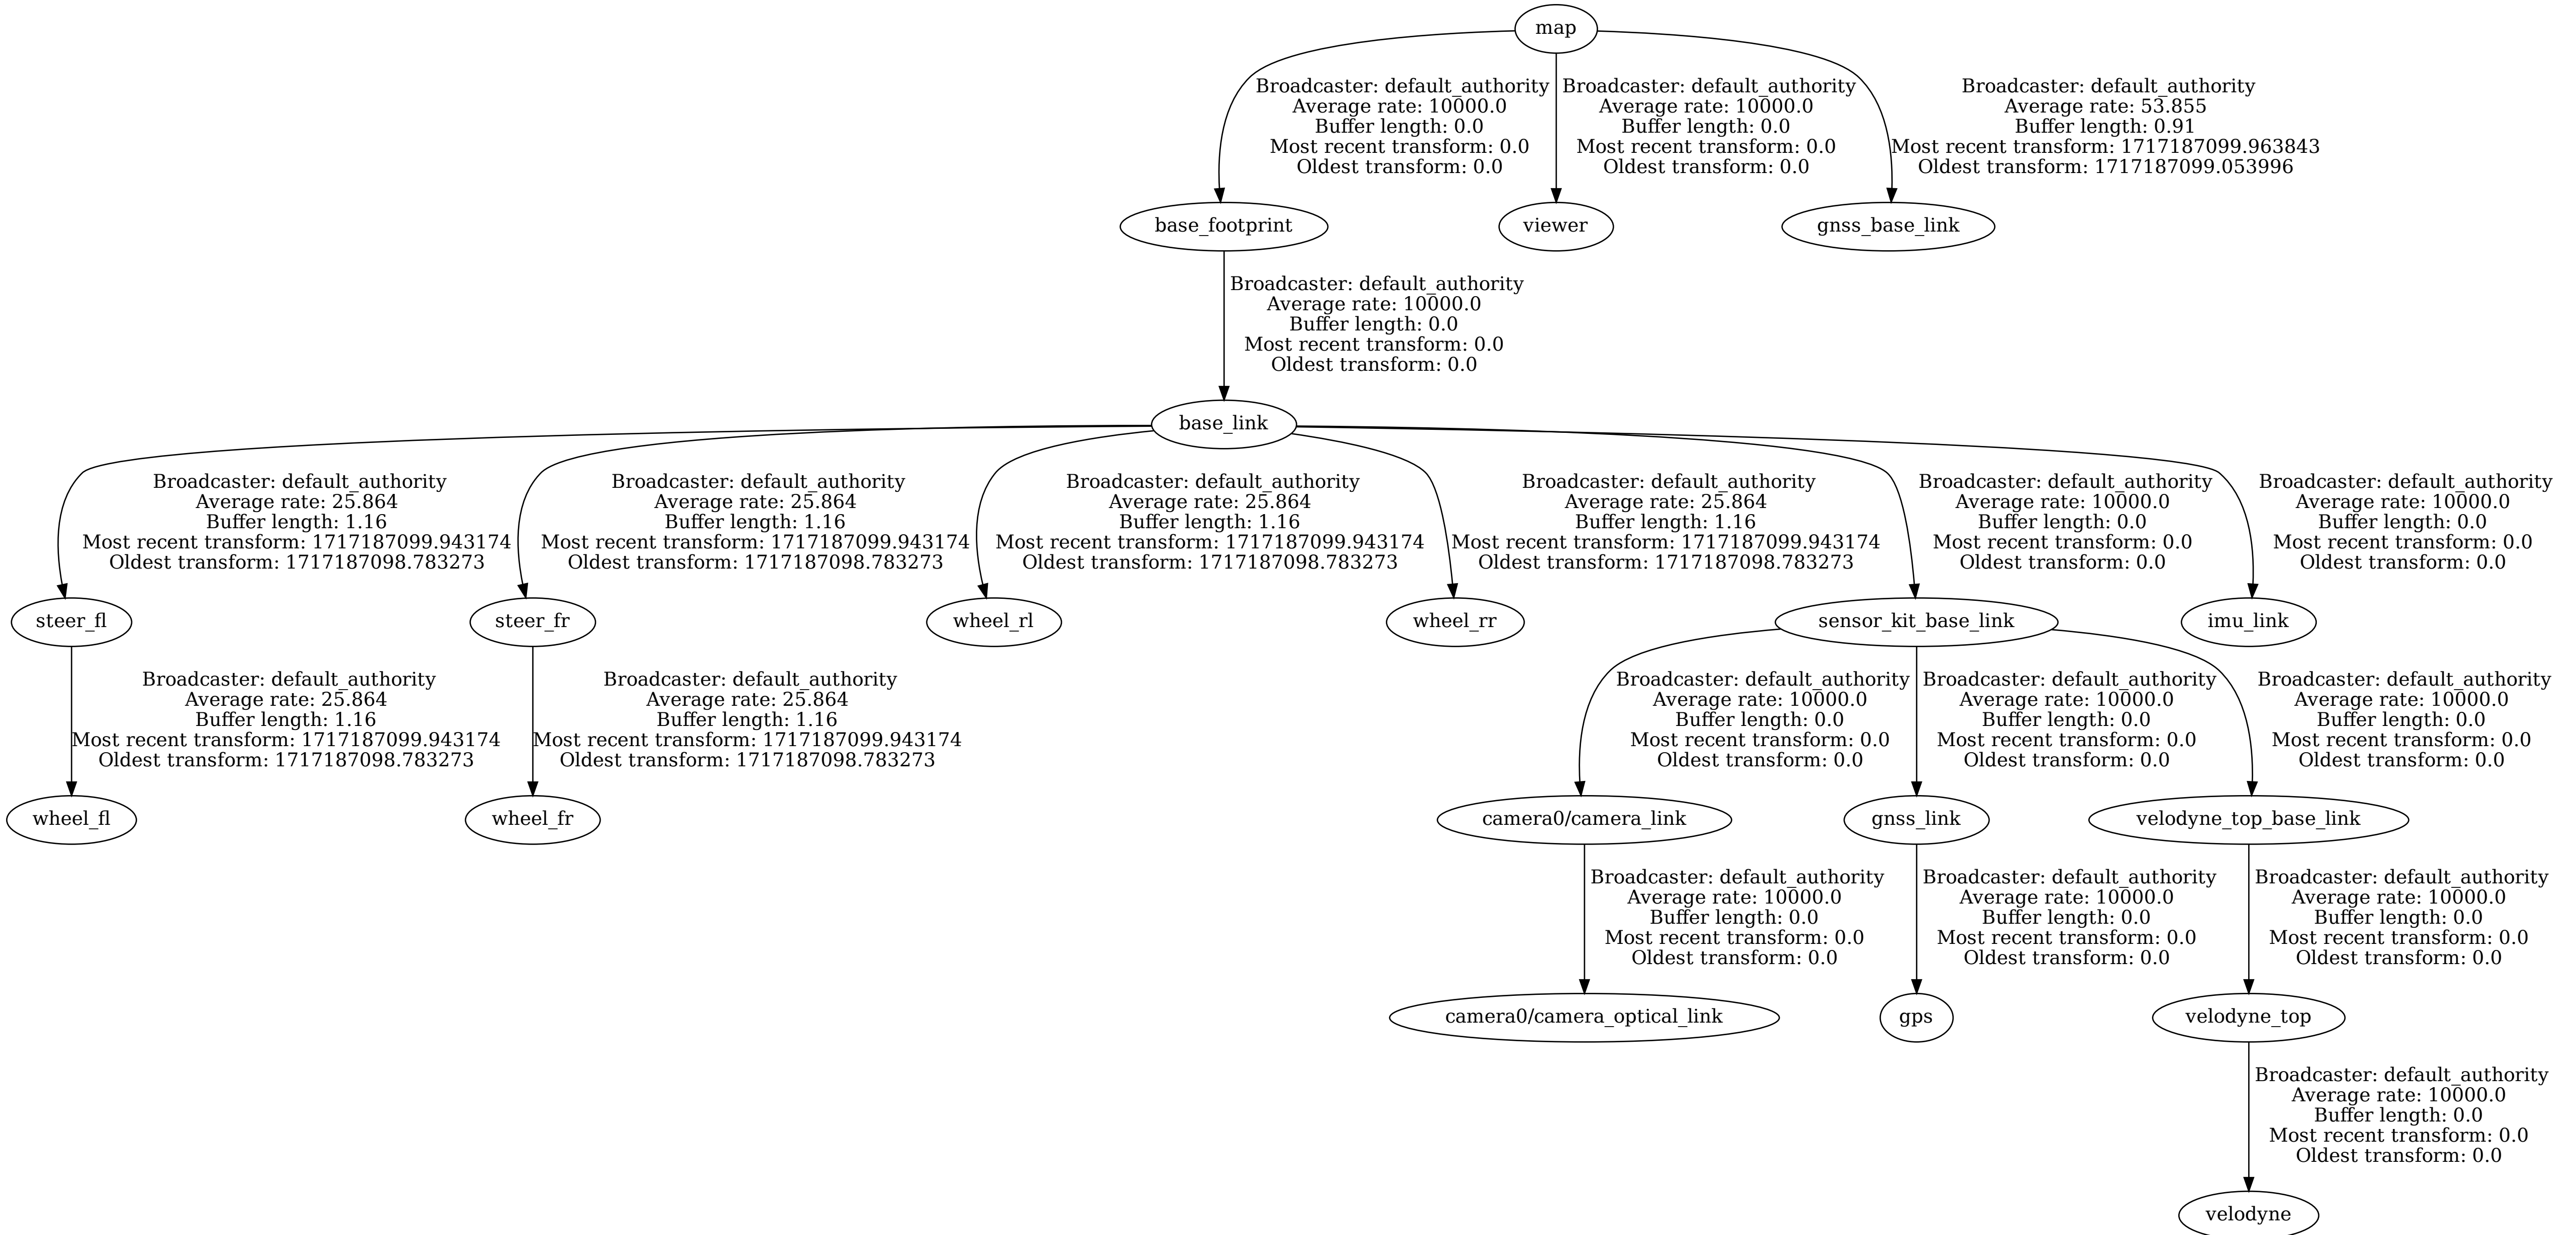 map
Broadcaster: default_authority
Average rate: 10000.0
Buffer length: 0.0
Most recent transform: 0.0
Oldest transform: 0.0
Broadcaster: default_authority
Average rate: 10000.0
Buffer length: 0.0
Most recent transform: 0.0
Oldest transform: 0.0
Broadcaster: default_authority
Average rate: 53.855
Buffer length: 0.91
Most recent transform: 1717187099.963843
Oldest transform: 1717187099.053996
base_footprint
viewer
gnss_base_link
Broadcaster: default_authority
Average rate: 10000.0
Buffer length: 0.0
Most recent transform: 0.0
Oldest transform: 0.0
base_link
Broadcaster: default_authority
Average rate: 25.864
Buffer length: 1.16
Most recent transform: 1717187099.943174
Oldest transform: 1717187098.783273
Broadcaster: default_authority
Average rate: 25.864
Buffer length: 1.16
Most recent transform: 1717187099.943174
Oldest transform: 1717187098.783273
Broadcaster: default_authority
Average rate: 25.864
Buffer length: 1.16
Most recent transform: 1717187099.943174
Oldest transform: 1717187098.783273
Broadcaster: default_authority
Average rate: 25.864
Buffer length: 1.16
Most recent transform: 1717187099.943174
Oldest transform: 1717187098.783273
Broadcaster: default_authority
Average rate: 10000.0
Buffer length: 0.0
Most recent transform: 0.0
Oldest transform: 0.0
Broadcaster: default_authority
Average rate: 10000.0
Buffer length: 0.0
Most recent transform: 0.0
Oldest transform: 0.0
steer_fl
steer_fr
wheel_rl
wheel_rr
sensor_kit_base_link
imu_link
Broadcaster: default_authority
Average rate: 25.864
Buffer length: 1.16
Most recent transform: 1717187099.943174
Oldest transform: 1717187098.783273
Broadcaster: default_authority
Average rate: 25.864
Buffer length: 1.16
Most recent transform: 1717187099.943174
Oldest transform: 1717187098.783273
Broadcaster: default_authority
Average rate: 10000.0
Buffer length: 0.0
Most recent transform: 0.0
Oldest transform: 0.0
Broadcaster: default_authority
Average rate: 10000.0
Buffer length: 0.0
Most recent transform: 0.0
Oldest transform: 0.0
Broadcaster: default_authority
Average rate: 10000.0
Buffer length: 0.0
Most recent transform: 0.0
Oldest transform: 0.0
wheel_fl
wheel_fr
camera0/camera_link
gnss_link
velodyne_top_base_link
Broadcaster: default_authority
Average rate: 10000.0
Buffer length: 0.0
Most recent transform: 0.0
Oldest transform: 0.0
Broadcaster: default_authority
Average rate: 10000.0
Buffer length: 0.0
Most recent transform: 0.0
Oldest transform: 0.0
Broadcaster: default_authority
Average rate: 10000.0
Buffer length: 0.0
Most recent transform: 0.0
Oldest transform: 0.0
camera0/camera_optical_link
gps
velodyne_top
Broadcaster: default_authority
Average rate: 10000.0
Buffer length: 0.0
Most recent transform: 0.0
Oldest transform: 0.0
velodyne